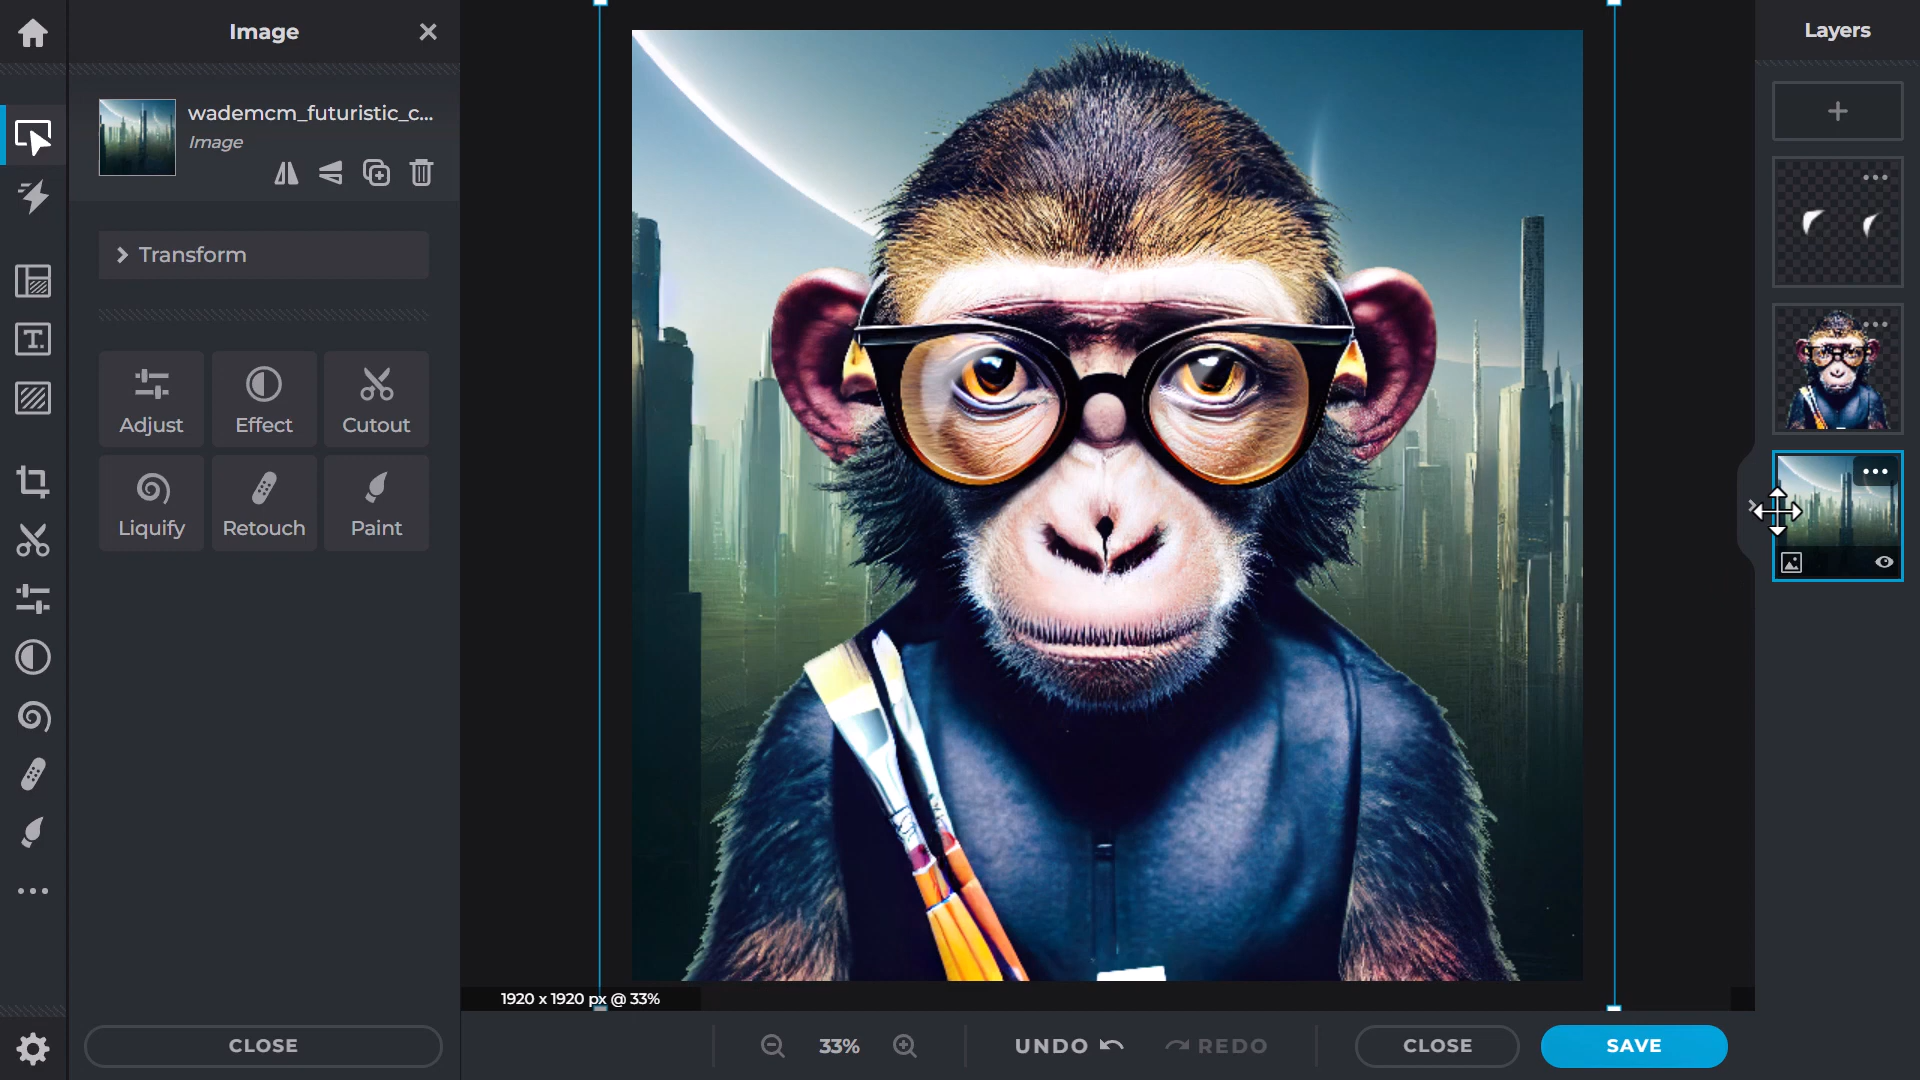 Image
Layers
wademcm_futuristic_c...
Image
Transform
Adjust
Effect
Cutout
Liquify
Retouch
Paint
T.
1920 x 1920 px @ 33%
CLOSE
33%
UNDO
REDO
CLOSE
SAVE